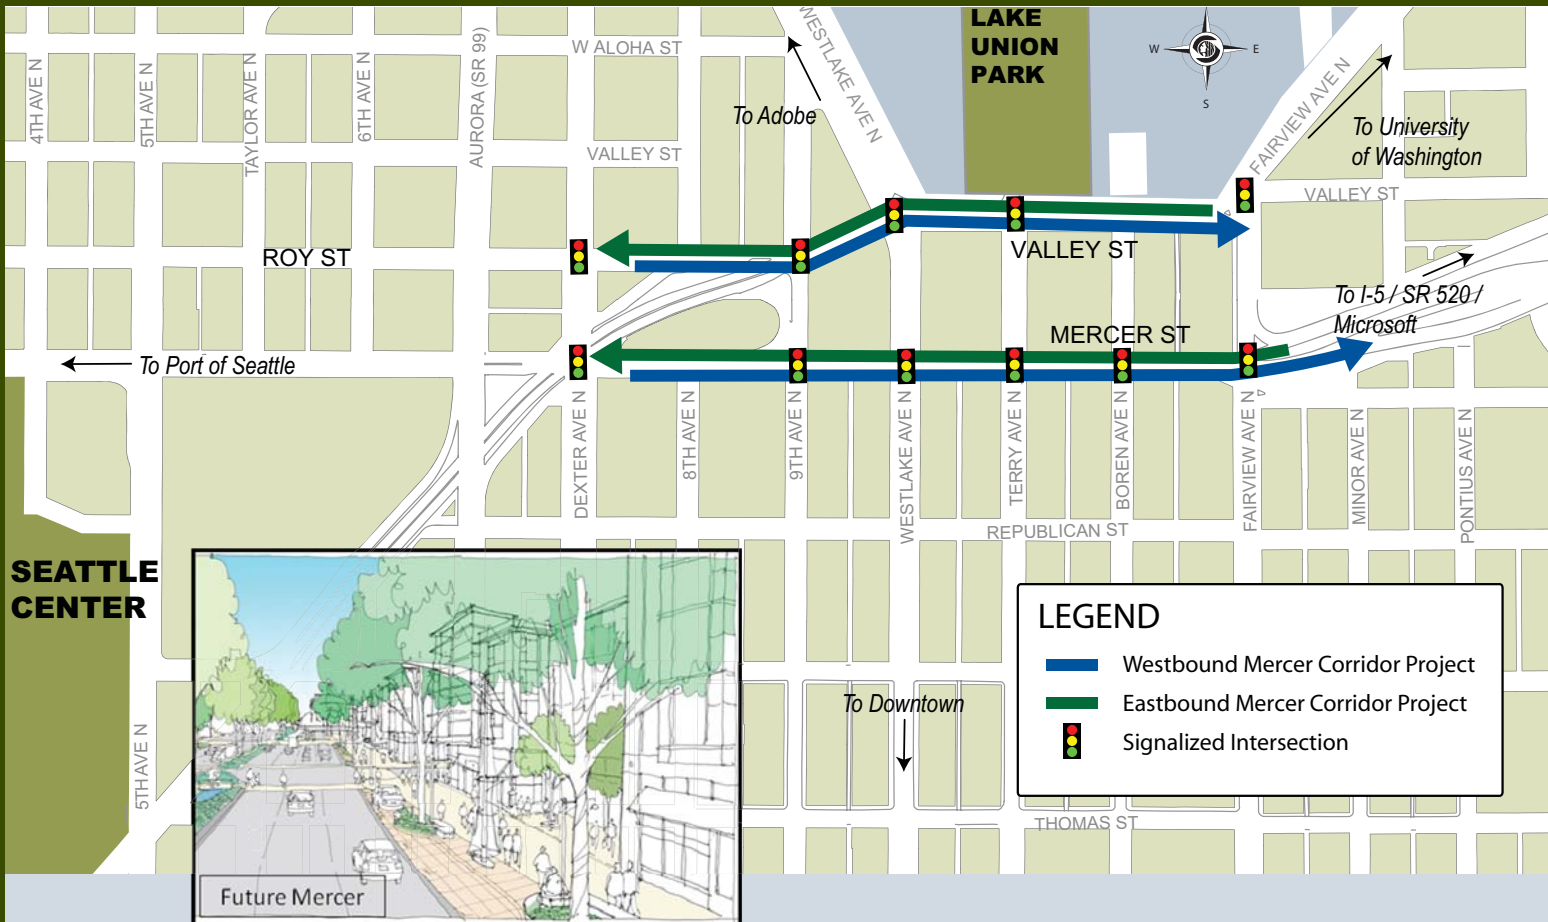 LAKE
UNION
PARK
W
E
S
W ALOHA ST
WESTLAKE AVE N
4TH AVE N
5TH AVE N
TAYLOR AVE N
6TH AVE N
AURORA (SR 99)
To Adobe
FAIRVIEW AVE N
To University
of Washington
VALLEY ST
VALLEY ST
ROY ST
VALLEY ST
To I-5 / SR 520 /
Microsoft
MERCER ST
To Port of Seattle
DEXTER AVE N
8TH AVE N
9TH AVE N
WESTLAKE AVE N
TERRY AVE N
BOREN AVE N
FAIRVIEW AVE N
MINOR AVE N
PONTIUS AVE N
REPUBLICAN ST
SEATTLE
CENTER
5TH AVE N
To Downtown
THOMAS ST
LEGEND
Westbound Mercer Corridor Project
Eastbound Mercer Corridor Project
Signalized Intersection
Future Mercer